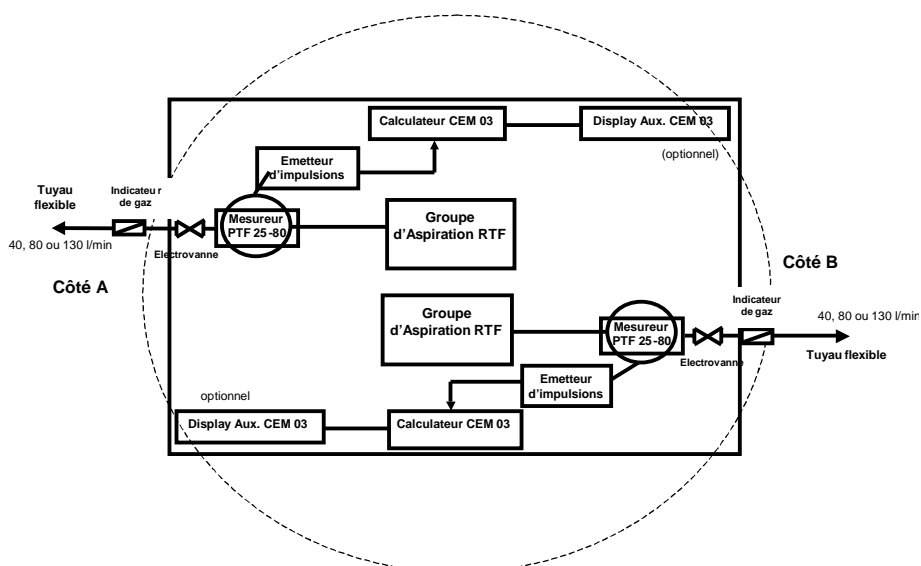 Calculateur CEM 03
Display Aux. CEM 03
(optionnel)
Emetteur
d'impulsions
Tuyau
flexible
Indicateur
de gaz
Mesureur
PTF 25-80
Groupe
d'Aspiration RTF
40, 80 ou 130 l/min
Electrovanne
Côté A
Côté B
Groupe
d'Aspiration RTF
Mesureur
PTF 25-80
Indicateur
de gaz
40, 80 ou 130 l/min
Electrovanne
Tuyau flexible
Emetteur
d'impulsions
optionnel
Display Aux. CEM 03
Calculateur CEM 03